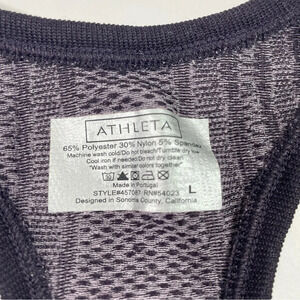 ATHLETA
65% Polyester 30% Nylon 5% Spandex
Machine wash cold/Do not bleach/Tumble dry low
Cool iron if needed/Do not dry clean
*Wash with similar colors together*
Made in Portugal
L
STYLE#457087 RN#54023
Designed in Sonoma County, California